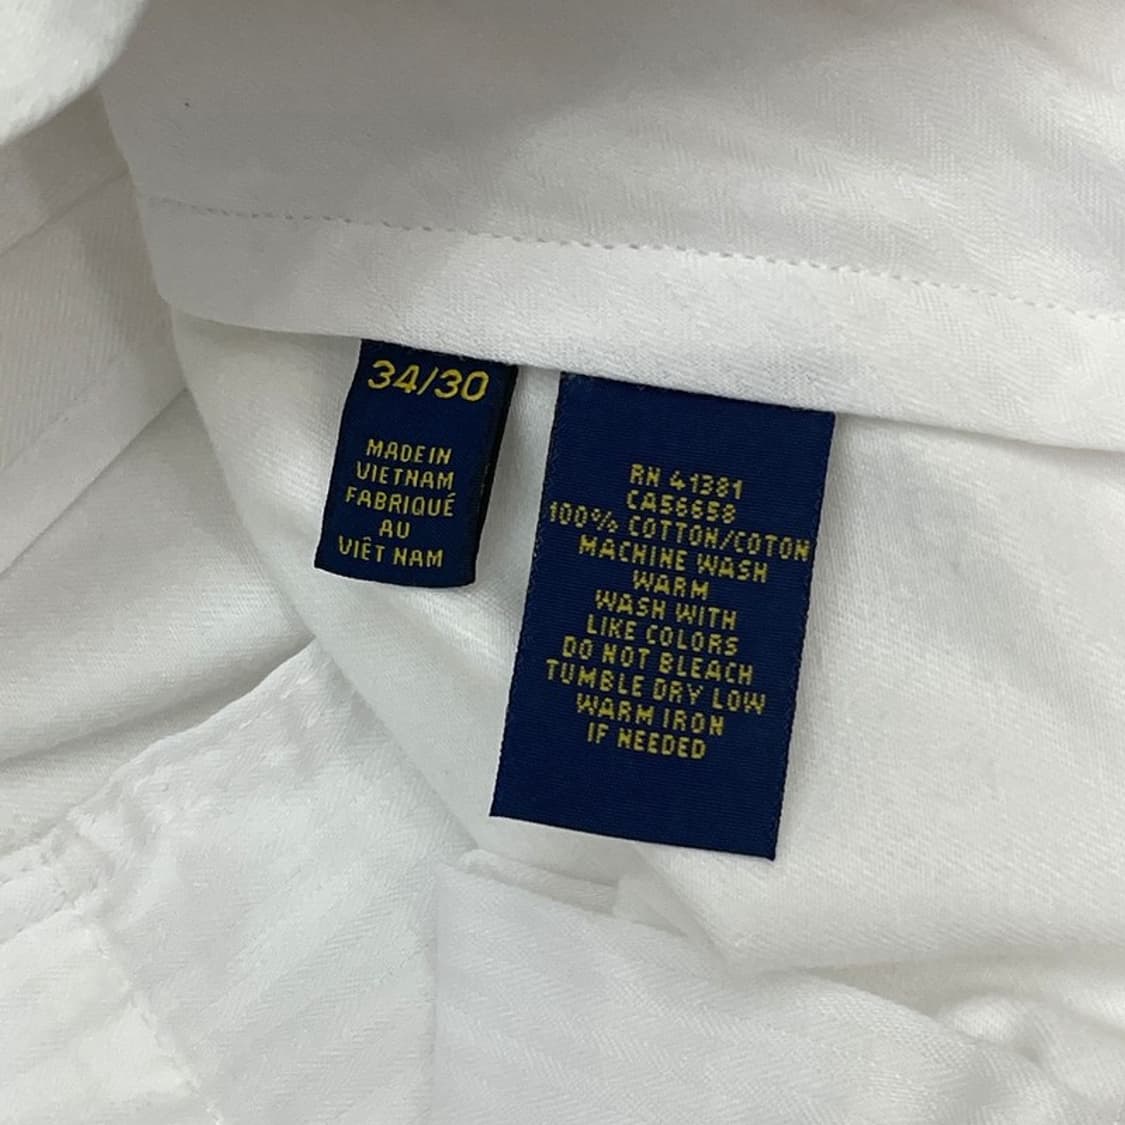 34/30
MADE IN
VIETNAM
FABRIQUÉ
AU
VIÊT NAM
RN 41381
CA56658
100% COTTON/COTON
MACHINE WASH
WARM
WASH WITH
LIKE COLORS
DO NOT BLEACH
TUMBLE DRY LOW
WARM IRON
IF NEEDED